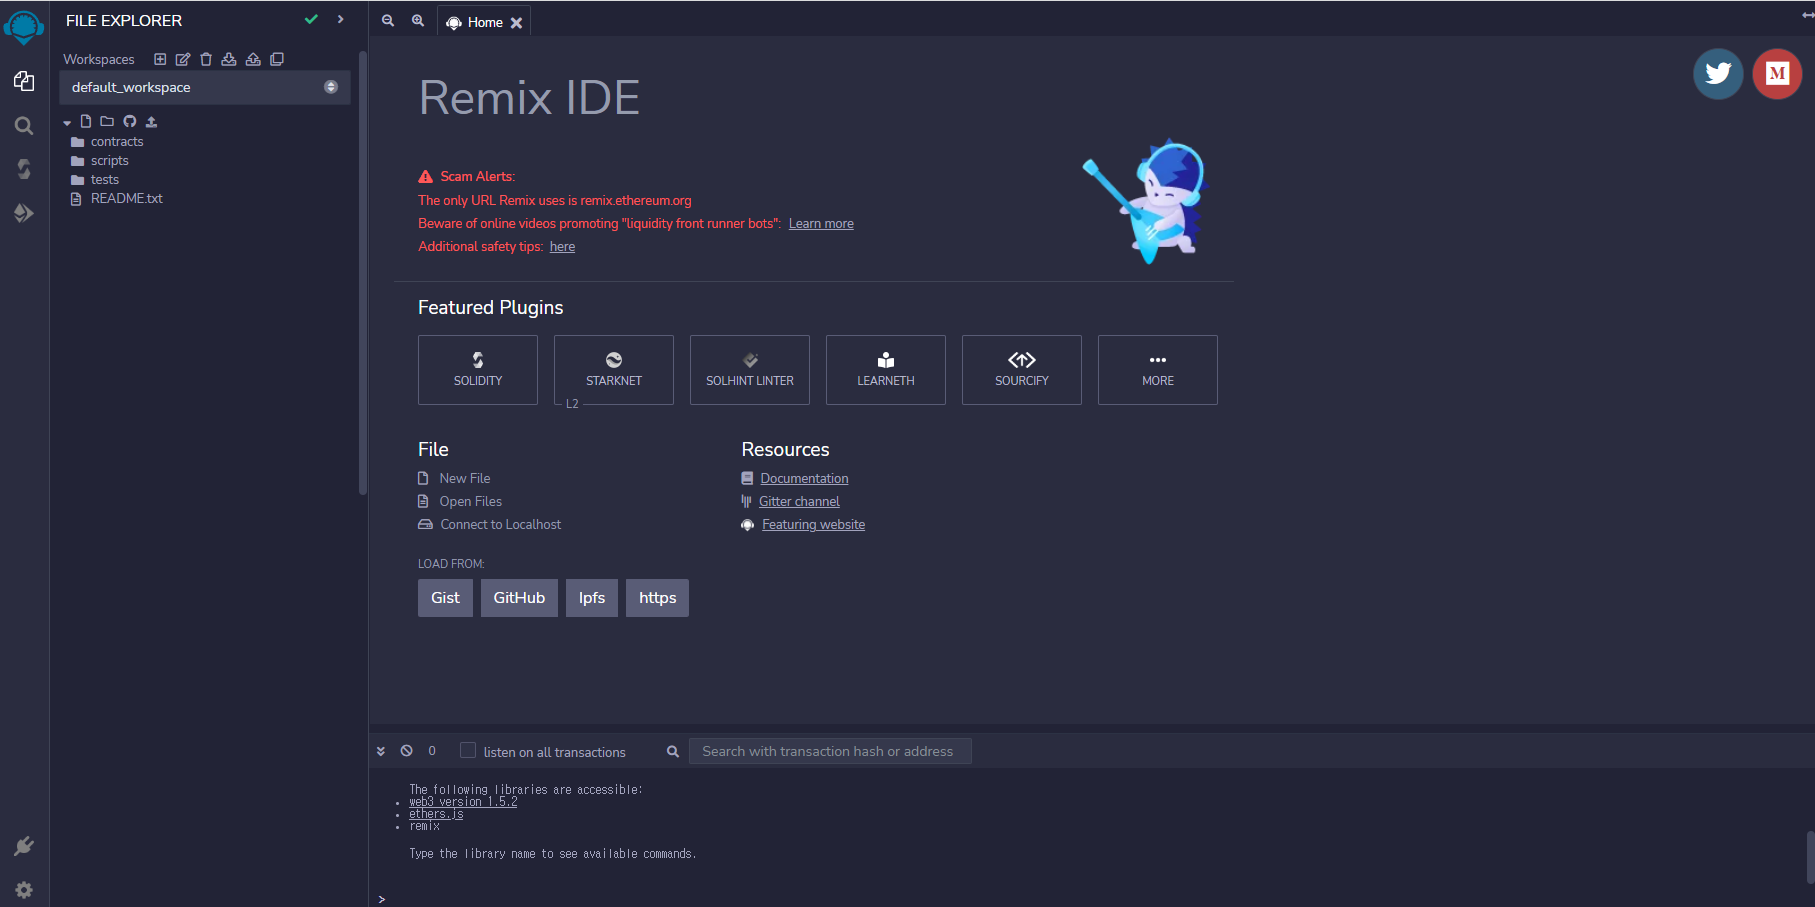 FILE EXPLORER
Workspaces
default_workspace
contracts
scripts
tests
README.txt
Home
Remix IDE
M
Scam Alerts:
The only URL Remix uses is remix.ethereum.org
Beware of online videos promoting "liquidity front runner bots": Learn more
Additional safety tips: here
Featured Plugins
SOLIDITY
STARKNET
L2
SOLHINT LINTER
LEARNETH
SOURCIFY
MORE
File
New File
Open Files
Connect to Localhost
Resources
Documentation
Gitter channel
Featuring website
LOAD FROM:
Gist
GitHub
Ipfs
https
0
listen on all transactions
Search with transaction hash or address
The following libraries are accessible:
• web3 version 1.5.2
• ethers.js
• remix
Type the library name to see available commands.
>